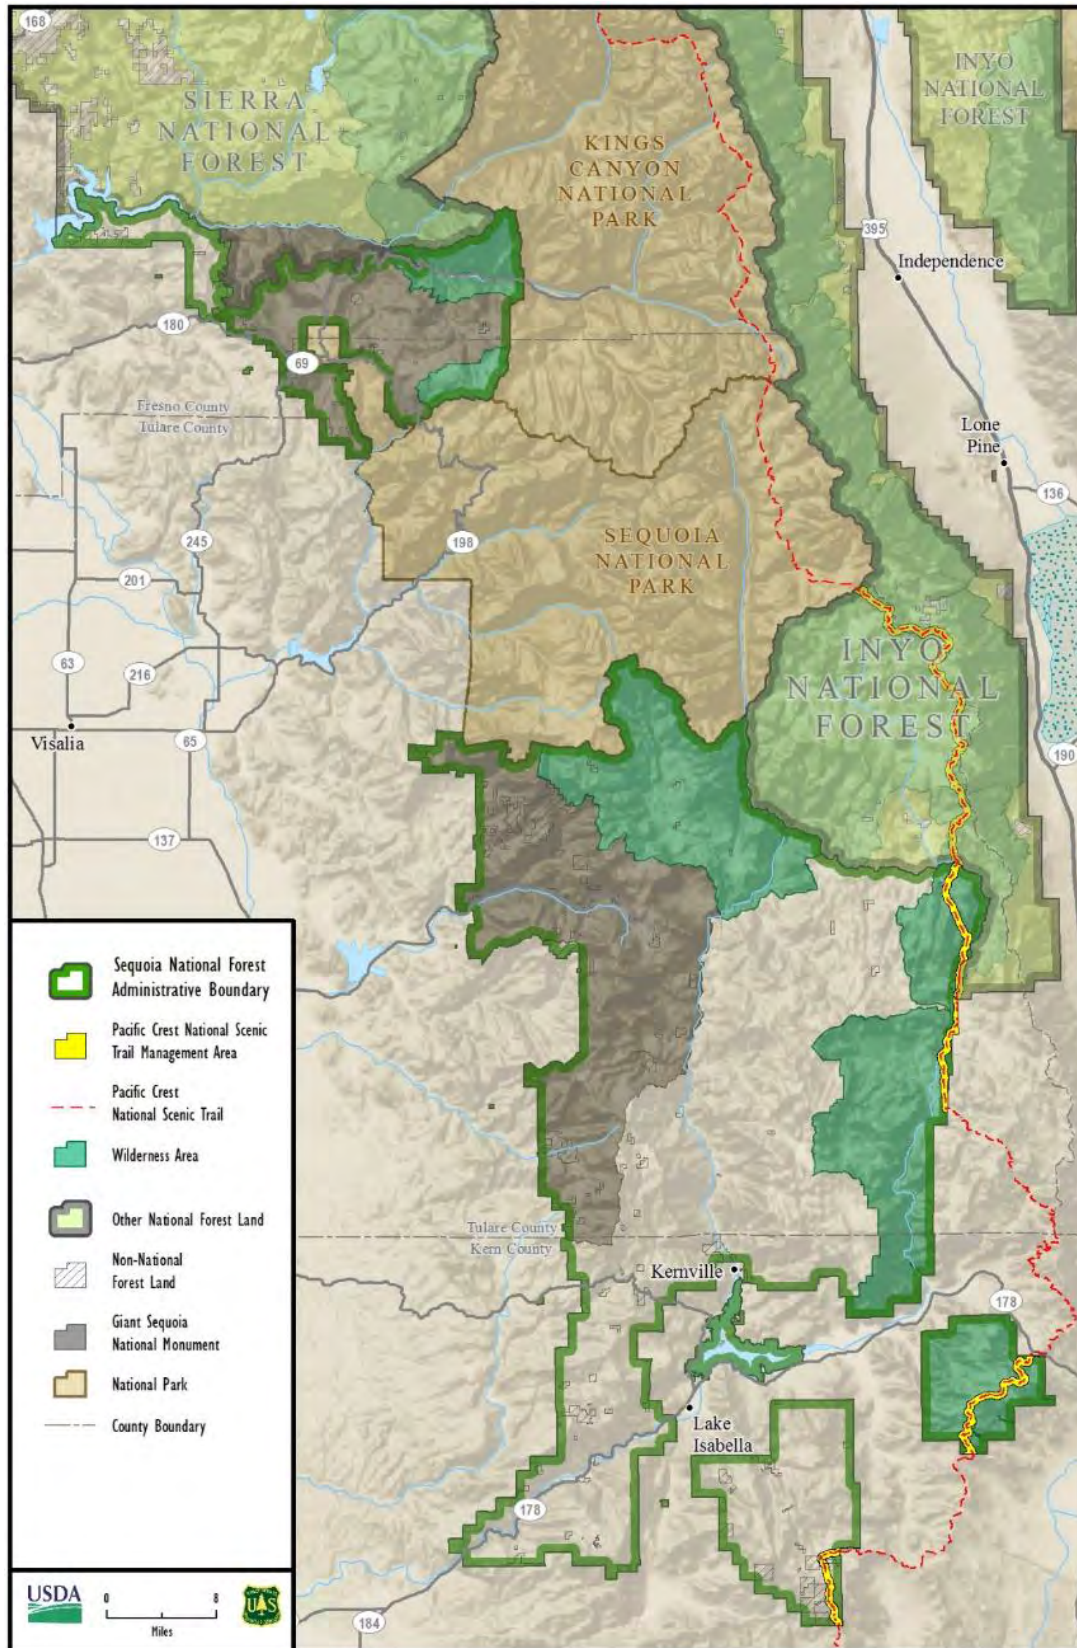 168
SIERRA
NATIONAL
FOREST
KINGS
CANYON
NATIONAL
PARK
INYO
NATIONAL
FOREST
395
Independence
180
69
Fresno County
Tulare County
Lone
Pine
136
245
198
201
SEQUOIA
NATIONAL
PARK
63
216
INYO
NATIONAL
FOREST
Visalia
65
190
137
Sequoia National Forest
Administrative Boundary
Pacific Crest National Scenic
Trail Management Area
Pacific Crest
National Scenic Trail
Wilderness Area
Other National Forest Land
Non-National
Forest Land
Giant Sequoia
National Monument
National Park
County Boundary
Tulare County
Kern County
Kernville
178
Lake
Isabella
178
184
USDA
0 8
Miles
U S